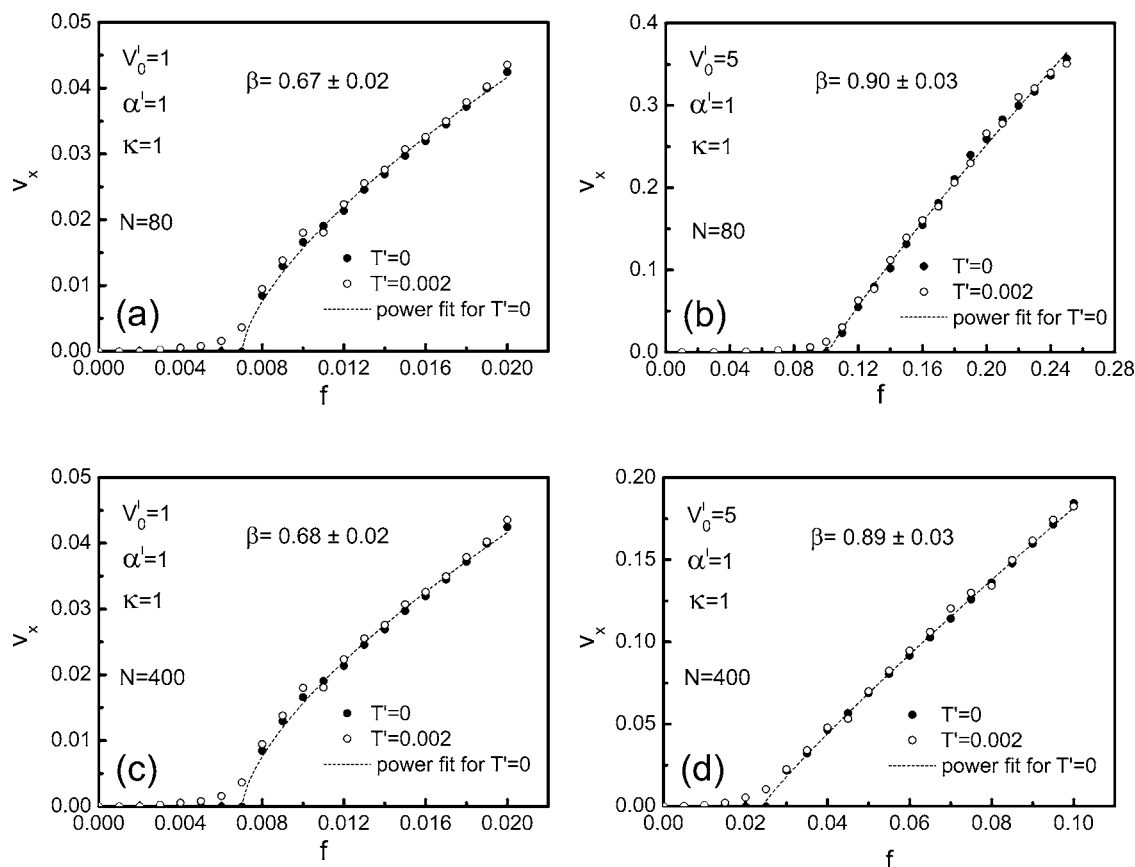 (a)
V₀ᴵ=1
αᴵ=1
κ=1
N=80
β= 0.67 ± 0.02
T'=0
T'=0.002
power fit for T'=0
vₓ
0.05
0.04
0.03
0.02
0.01
0.00
0.000 0.004 0.008 0.012 0.016 0.020
f
(b)
V₀ᴵ=5
αᴵ=1
κ=1
N=80
β= 0.90 ± 0.03
T'=0
T'=0.002
power fit for T'=0
vₓ
0.4
0.3
0.2
0.1
0.0
0.00 0.04 0.08 0.12 0.16 0.20 0.24 0.28
f
(c)
V₀ᴵ=1
αᴵ=1
κ=1
N=400
β= 0.68 ± 0.02
T'=0
T'=0.002
power fit for T'=0
vₓ
0.05
0.04
0.03
0.02
0.01
0.00
0.000 0.004 0.008 0.012 0.016 0.020
f
(d)
V₀ᴵ=5
αᴵ=1
κ=1
N=400
β= 0.89 ± 0.03
T'=0
T'=0.002
power fit for T'=0
vₓ
0.20
0.15
0.10
0.05
0.00
0.00 0.02 0.04 0.06 0.08 0.10
f